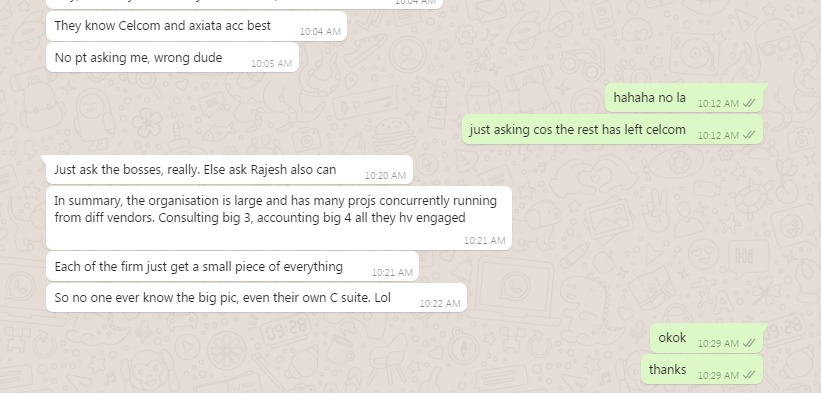 10:04 AM
They know Celcom and axiata acc best
10:04 AM
No pt asking me, wrong dude
10:05 AM
hahaha no la
10:12 AM
just asking cos the rest has left celcom
10:12 AM
Just ask the bosses, really. Else ask Rajesh also can
10:20 AM
In summary, the organisation is large and has many projs concurrently running
from diff vendors. Consulting big 3, accounting big 4 all they hv engaged
10:21 AM
Each of the firm just get a small piece of everything
10:21 AM
So no one ever know the big pic, even their own C suite. Lol
10:22 AM
okok
10:29 AM
thanks
10:29 AM